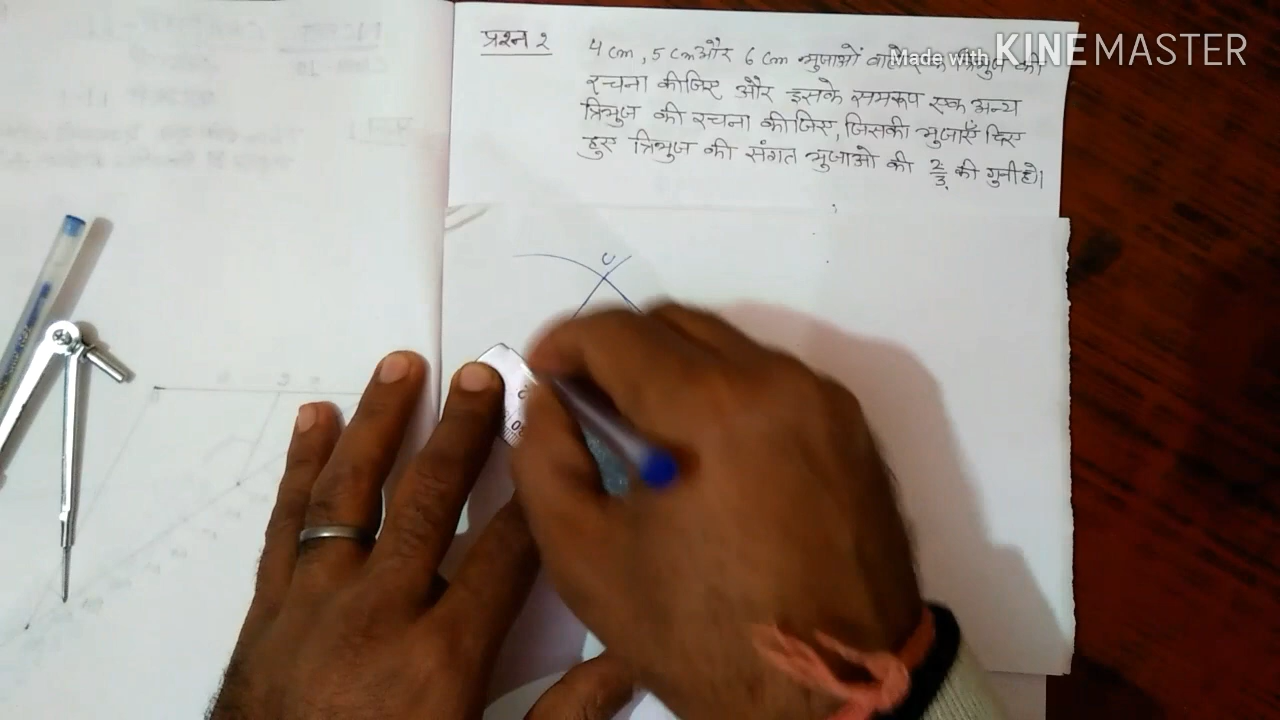 प्रश्न २
4 cm, 5 cm और 6 cm भुजाओं वाले त्रिभुज की
Made with KINEMASTER
रचना कीजिए और इसके समरूप एक अन्य
त्रिभुज की रचना कीजिए, जिसकी भुजाएँ दिए
हुए त्रिभुज की संगत भुजाओ की 2/3 की गुनी हो।
C